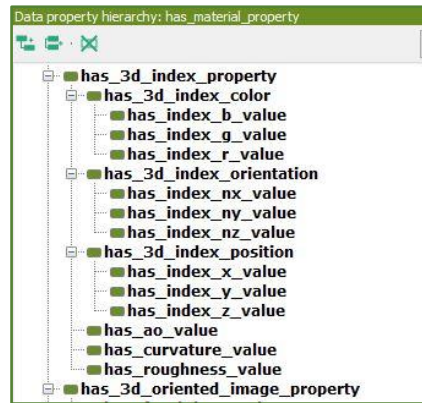 Data property hierarchy: has_material_property
has_3d_index_property
has_3d_index_color
has_index_b_value
has_index_g_value
has_index_r_value
has_3d_index_orientation
has_index_nx_value
has_index_ny_value
has_index_nz_value
has_3d_index_position
has_index_x_value
has_index_y_value
has_index_z_value
has_ao_value
has_curvature_value
has_roughness_value
has_3d_oriented_image_property